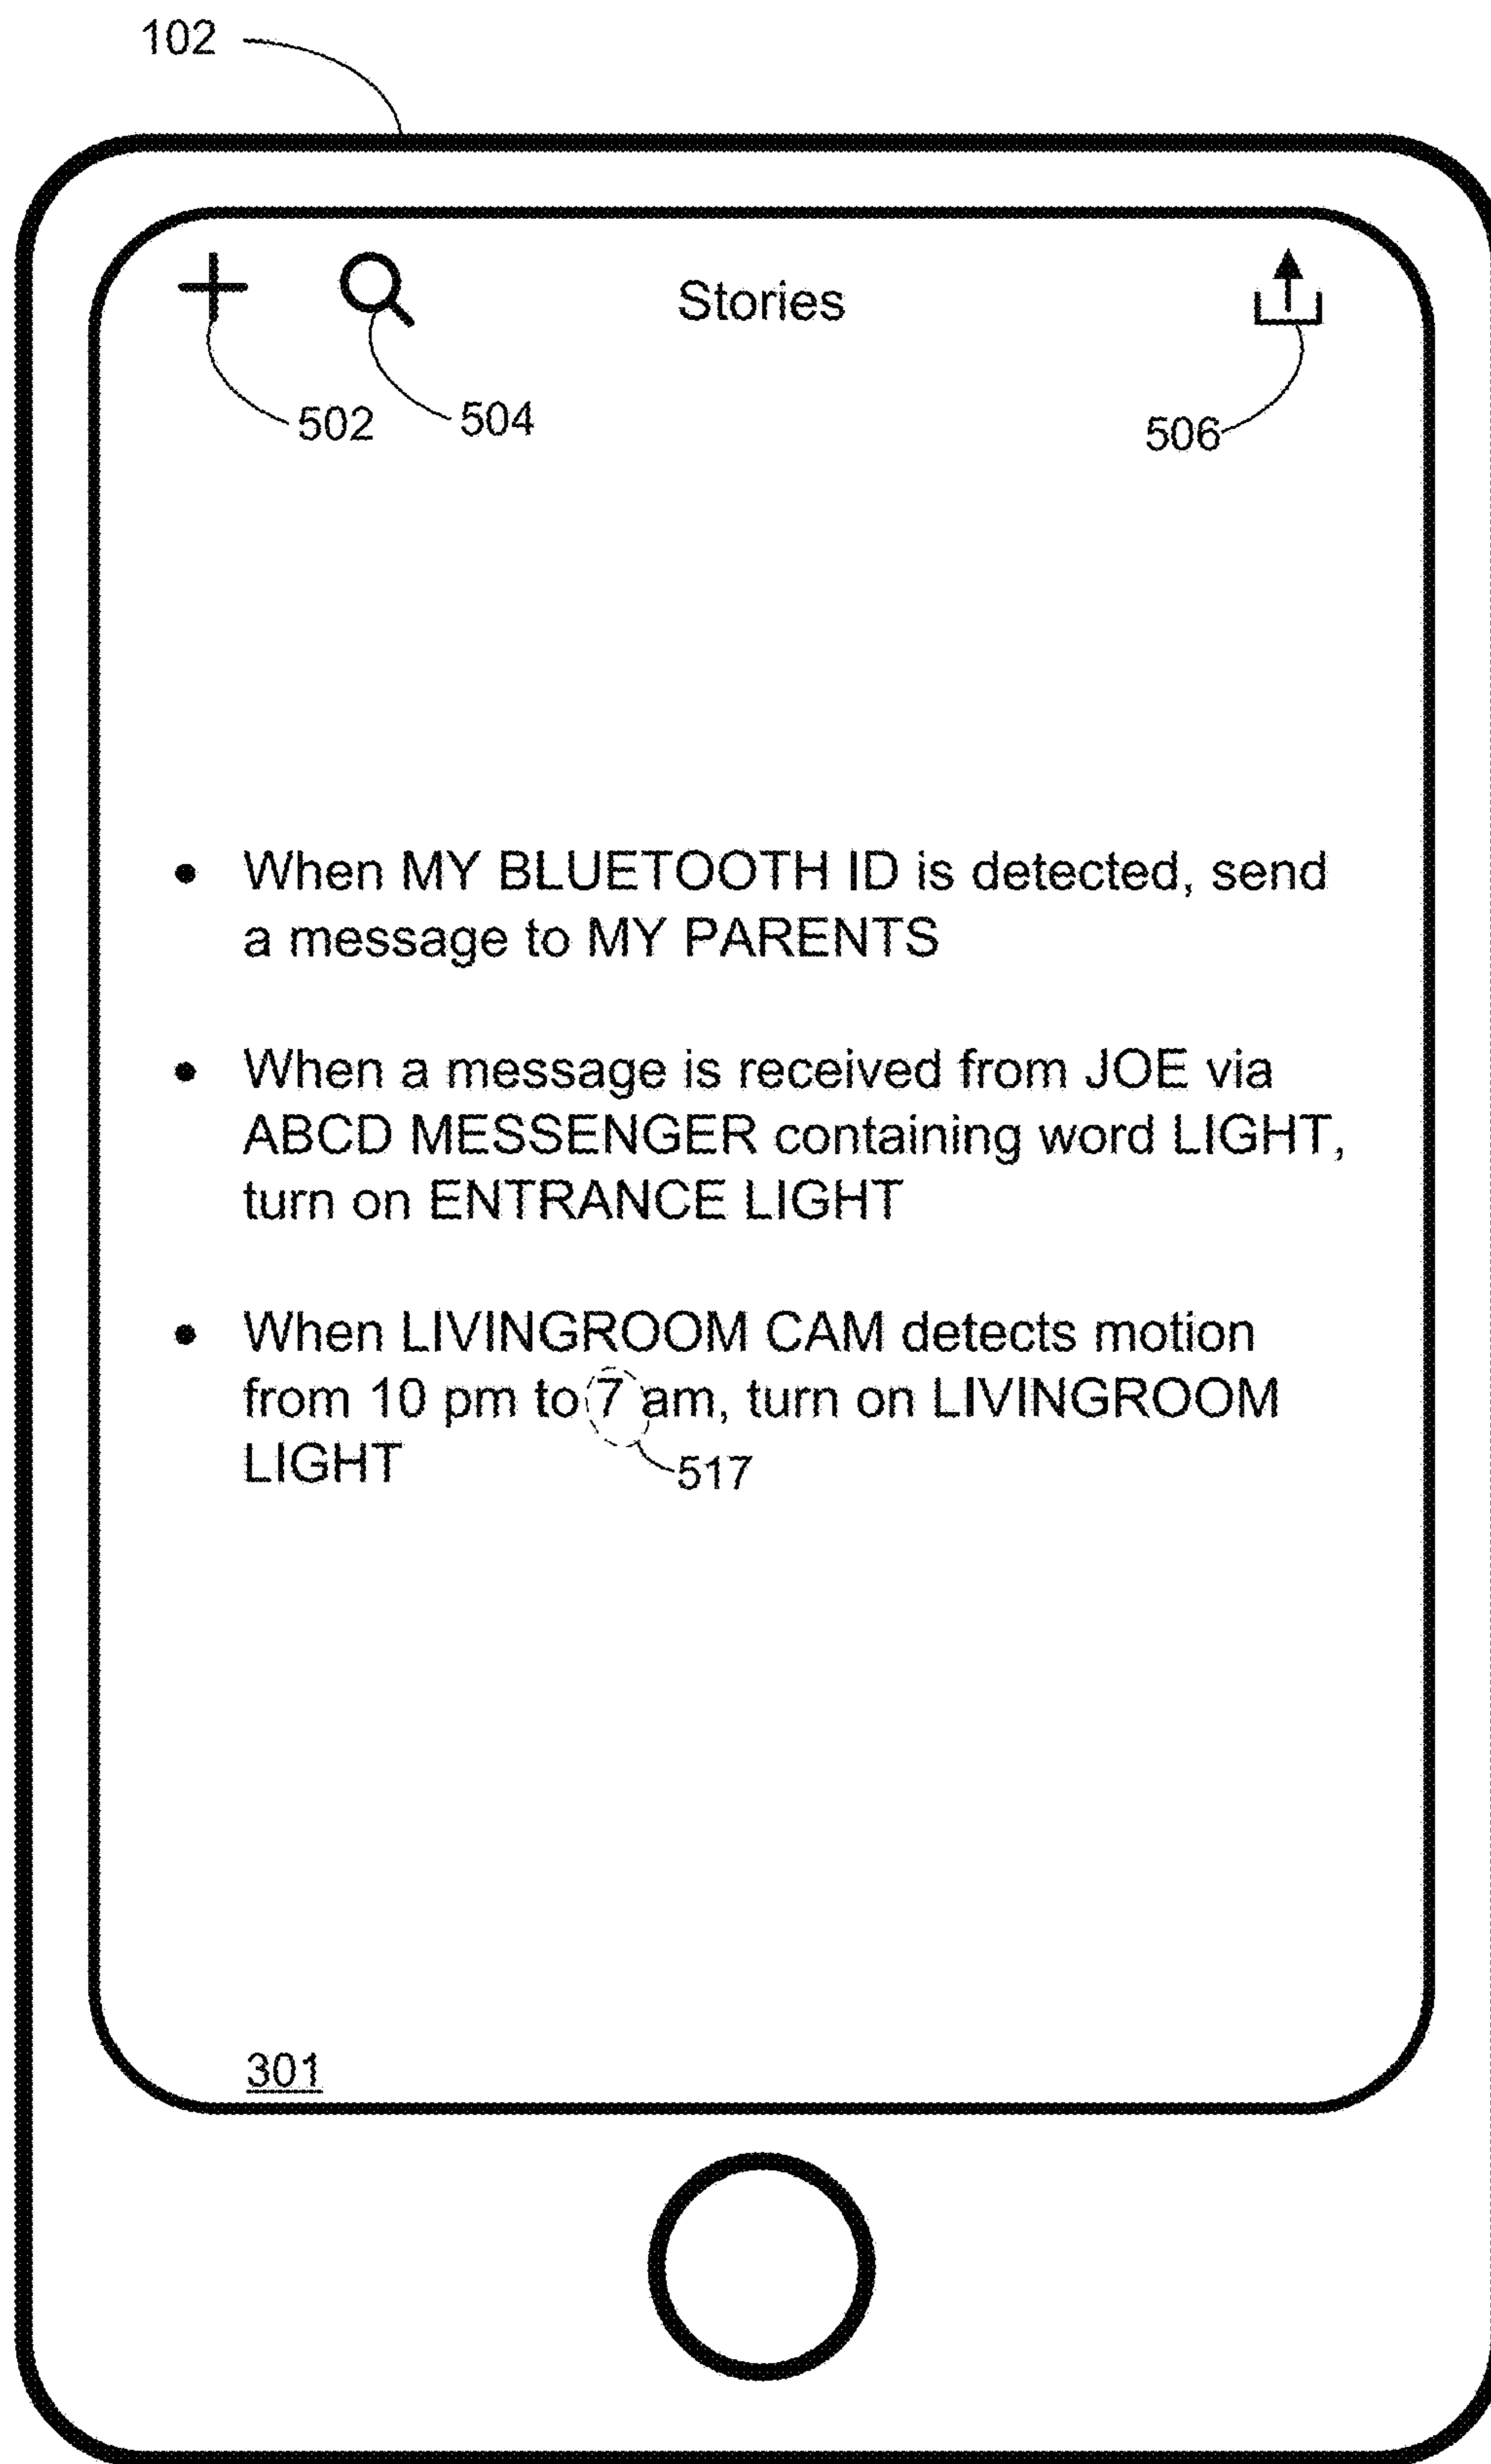 102
Stories
502
504
506
• When MY BLUETOOTH ID is detected, send
a message to MY PARENTS
• When a message is received from JOE via
ABCD MESSENGER containing word LIGHT,
turn on ENTRANCE LIGHT
• When LIVINGROOM CAM detects motion
from 10 pm to 7 am, turn on LIVINGROOM
LIGHT
517
301